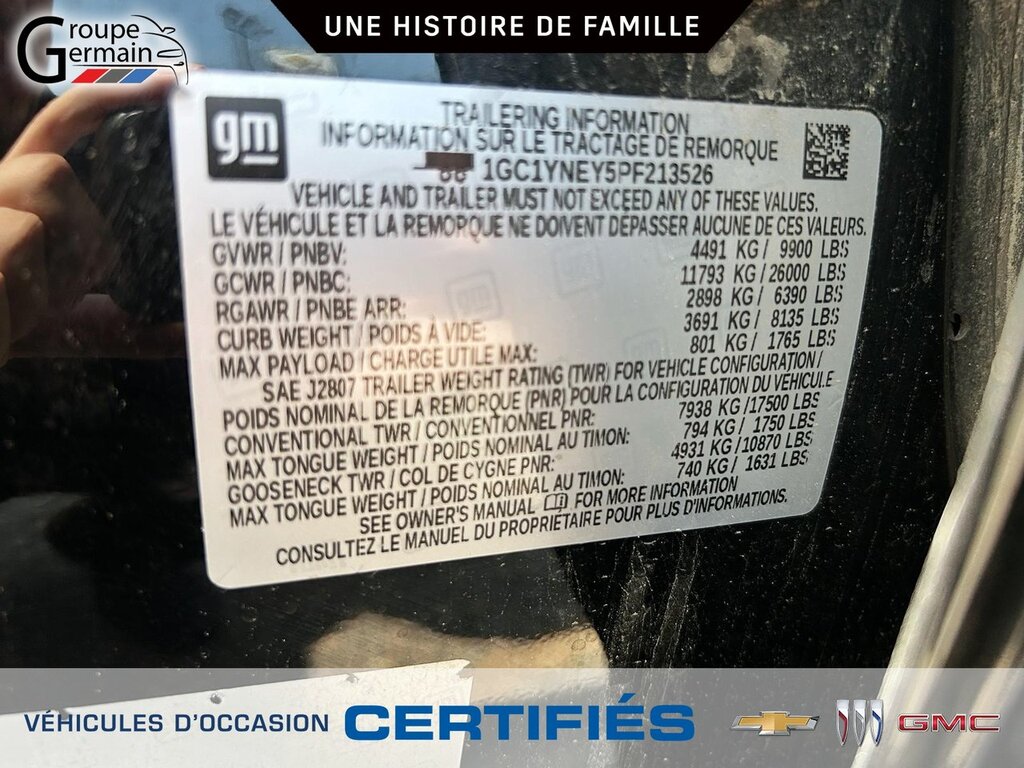 Groupe
Germain
UNE HISTOIRE DE FAMILLE
gm
TRAILERING INFORMATION
INFORMATION SUR LE TRACTAGE DE REMORQUE
1GC1YNEY5PF213526
VEHICLE AND TRAILER MUST NOT EXCEED ANY OF THESE VALUES.
LE VÉHICULE ET LA REMORQUE NE DOIVENT DEPASSER AUCUNE DE CES VALEURS.
GVWR / PNBV: 4491 KG / 9900 LBS
GCWR / PNBC: 11793 KG / 26000 LBS
RGAWR / PNBE ARR: 2898 KG / 6390 LBS
CURB WEIGHT / POIDS À VIDE: 3691 KG / 8135 LBS
MAX PAYLOAD / CHARGE UTILE MAX: 801 KG / 1765 LBS
SAE J2807 TRAILER WEIGHT RATING (TWR) FOR VEHICLE CONFIGURATION /
POIDS NOMINAL DE LA REMORQUE (PNR) POUR LA CONFIGURATION DU VÉHICULE
CONVENTIONAL TWR / CONVENTIONNEL PNR: 7938 KG /17500 LBS
MAX TONGUE WEIGHT / POIDS NOMINAL AU TIMON: 794 KG / 1750 LBS
GOOSENECK TWR / COL DE CYGNE PNR: 4931 KG /10870 LBS
MAX TONGUE WEIGHT / POIDS NOMINAL AU TIMON: 740 KG / 1631 LBS
SEE OWNER'S MANUAL FOR MORE INFORMATION
CONSULTEZ LE MANUEL DU PROPRIÉTAIRE POUR PLUS D'INFORMATIONS.
VÉHICULES D'OCCASION CERTIFIÉS
GMC